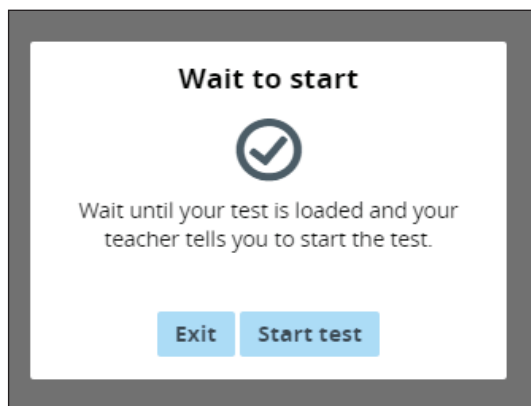 Wait to start
Wait until your test is loaded and your
teacher tells you to start the test.
Exit Start test